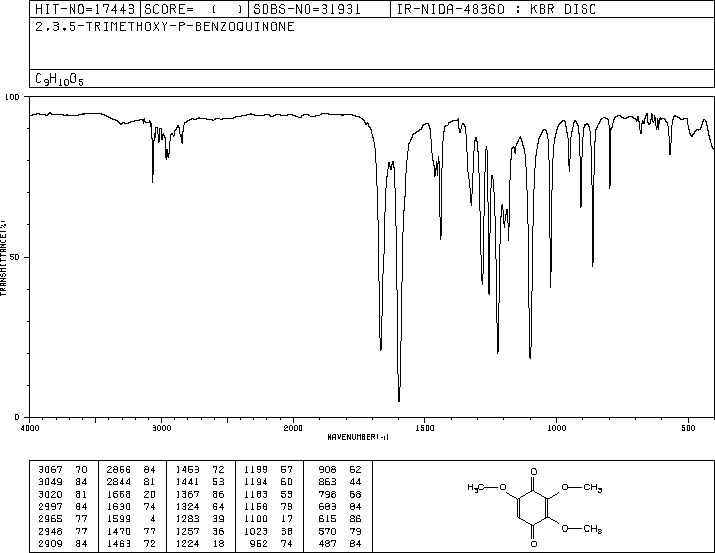 HIT-NO=17443 SCORE= ( ) SDBS-NO=31931 IR-NIDA-48360 : KBR DISC
2,3,5-TRIMETHOXY-P-BENZOQUINONE
C9H10O5
100
TRANSMITTANCE(%)
50
0
4000 3000 2000 1500 1000 500
WAVENUMBER(-1)
3067 70 2866 84 1453 72 1199 57 908 62
3049 84 2844 81 1441 53 1194 60 863 44
3020 81 1668 20 1367 86 1183 53 798 68
2997 84 1630 74 1324 64 1158 79 689 84
2965 77 1599 4 1283 39 1100 17 615 86
2948 77 1470 77 1257 36 1023 38 570 79
2909 84 1463 72 1224 18 952 74 487 84
O
H3C O O CH3
O CH3
O